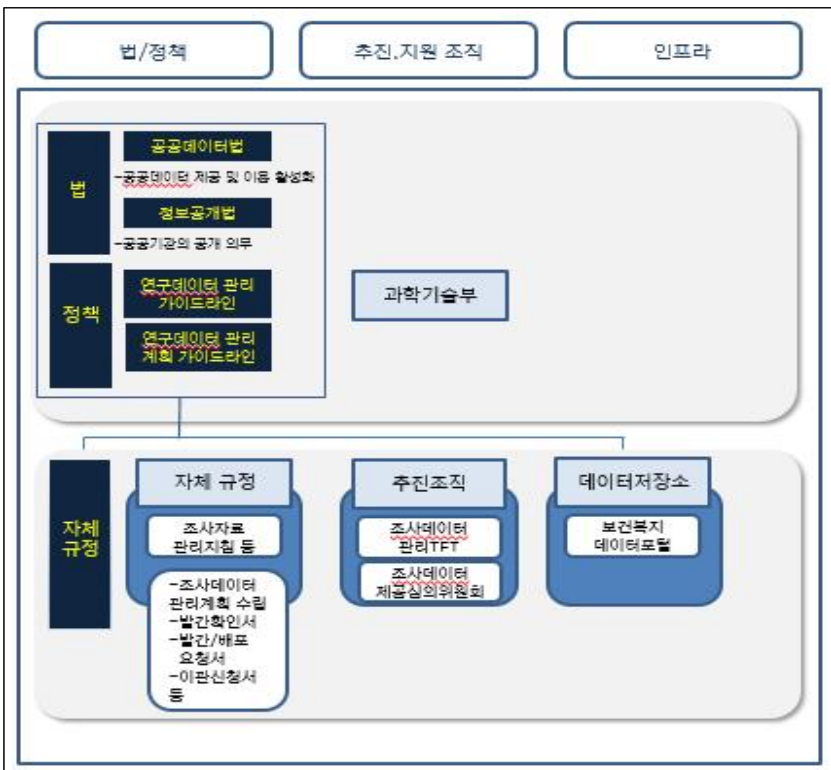 법/정책
추진,지원 조직
인프라
법
공공데이터법
-공공데이터 제공 및 이용 활성화
정보공개법
-공공기관의 공개 의무
정책
연구데이터 관리
가이드라인
연구데이터 관리
계획 가이드라인
과학기술부
자체
규정
자체 규정
조사자료
관리지침 등
-조사데이터
관리계획 수립
-발간확인서
-발간/배포
요청서
-이관신청서
등
추진조직
조사데이터
관리TFT
조사데이터
제공심의위원회
데이터저장소
보건복지
데이터포털